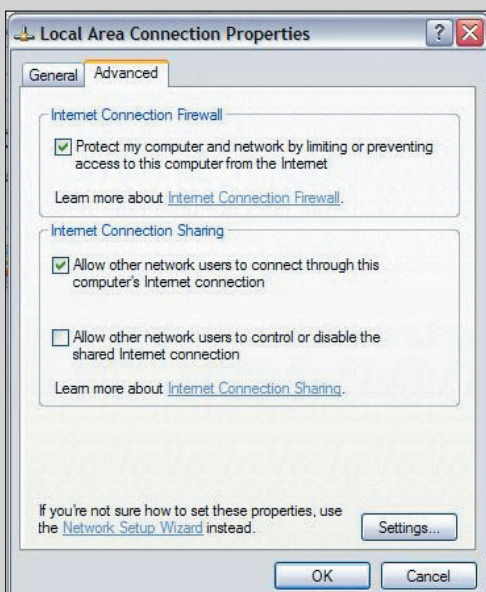 Local Area Connection Properties
General
Advanced
Internet Connection Firewall
Protect my computer and network by limiting or preventing
access to this computer from the Internet
Learn more about Internet Connection Firewall.
Internet Connection Sharing
Allow other network users to connect through this
computer's Internet connection
Allow other network users to control or disable the
shared Internet connection
Learn more about Internet Connection Sharing.
If you're not sure how to set these properties, use
the Network Setup Wizard instead.
Settings...
OK
Cancel